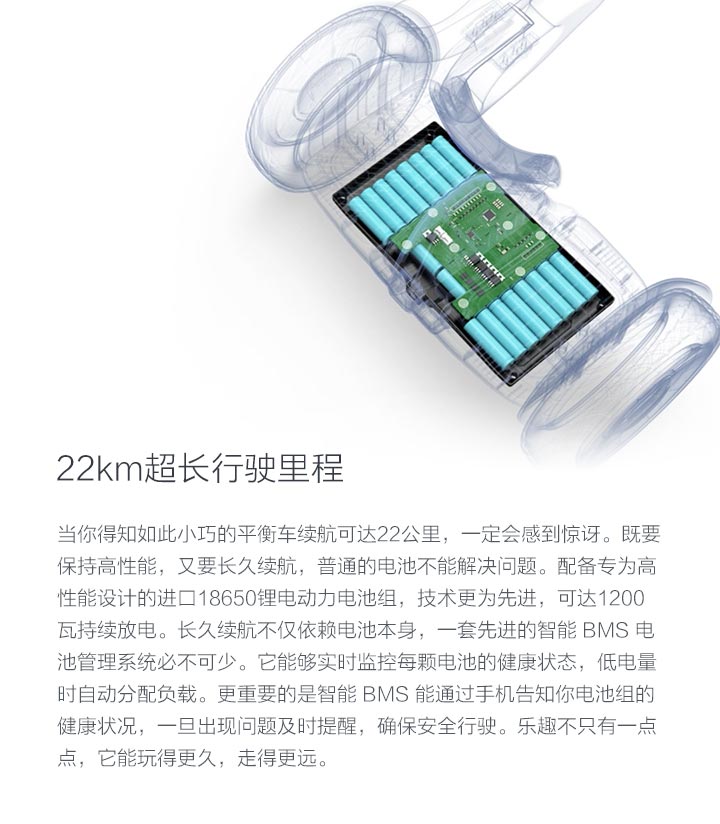 22km超长行驶里程
当你得知如此小巧的平衡车续航可达22公里，一定会感到惊讶。既要
保持高性能，又要长久续航，普通的电池不能解决问题。配备专为高
性能设计的进口18650锂电动力电池组，技术更为先进，可达1200
瓦持续放电。长久续航不仅依赖电池本身，一套先进的智能 BMS 电
池管理系统必不可少。它能够实时监控每颗电池的健康状态，低电量
时自动分配负载。更重要的是智能 BMS 能通过手机告知你电池组的
健康状况，一旦出现问题及时提醒，确保安全行驶。乐趣不只有一点
点，它能玩得更久，走得更远。